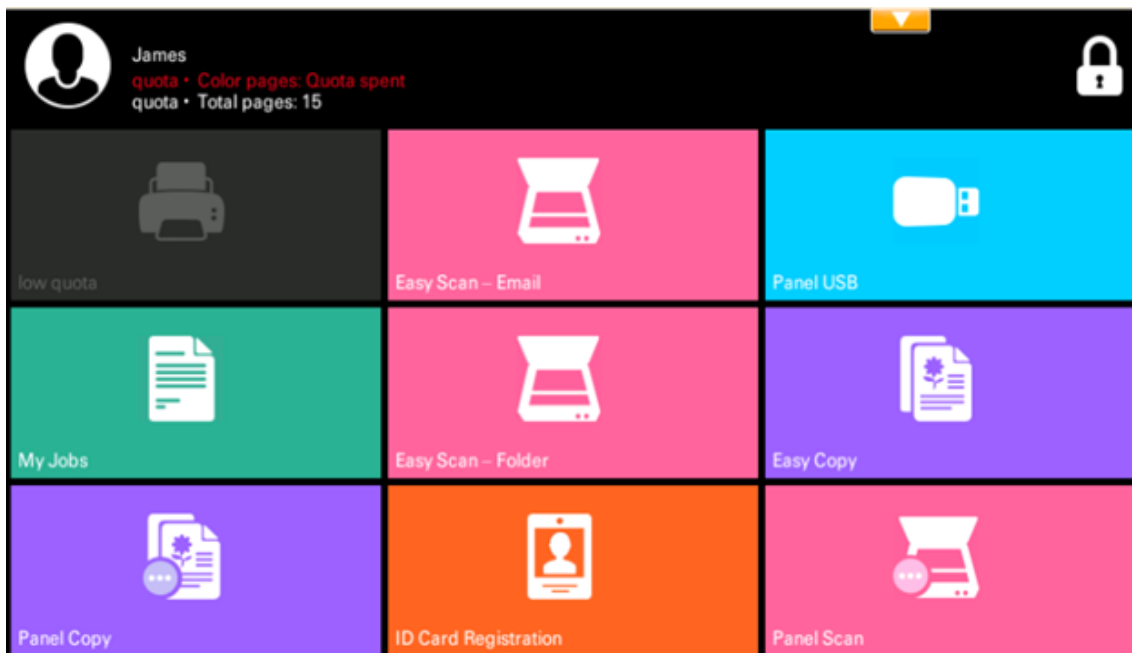 James
quota • Color pages: Quota spent
quota • Total pages: 15
low quota
Easy Scan – Email
Panel USB
My Jobs
Easy Scan – Folder
Easy Copy
Panel Copy
ID Card Registration
Panel Scan